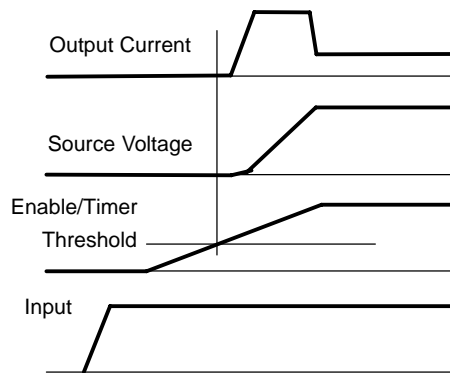 Output Current
Source Voltage
Enable/Timer
Threshold
Input